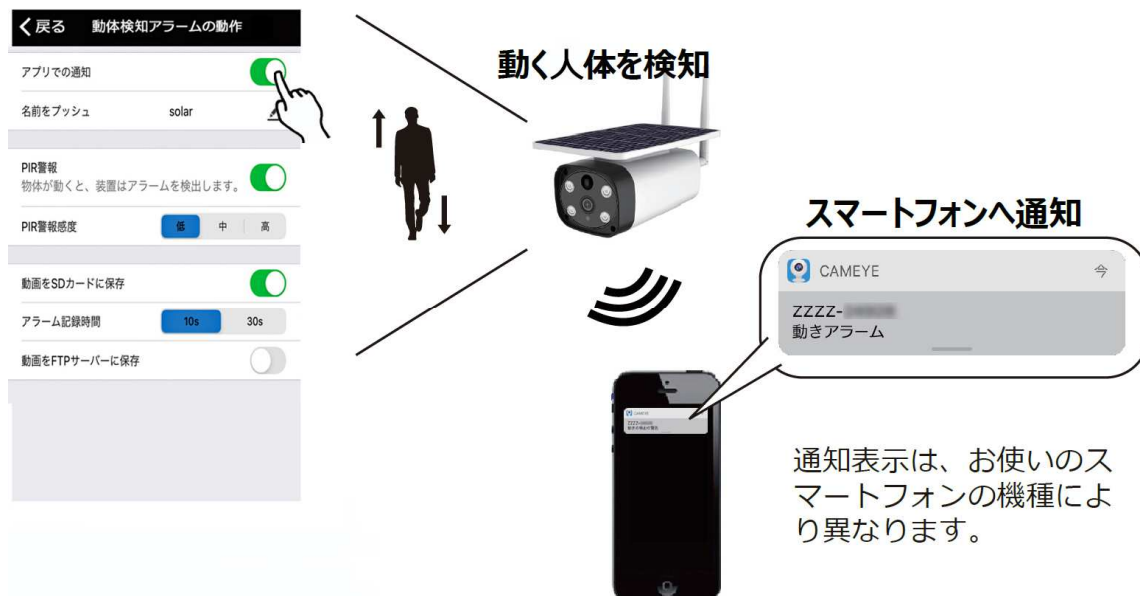 戻る 動体検知アラームの動作
アプリでの通知
名前をプッシュ solar
PIR警報
物体が動くと、装置はアラームを検出します。
PIR警報感度 低 中 高
動画をSDカードに保存
アラーム記録時間 10s 30s
動画をFTPサーバーに保存
動く人体を検知
スマートフォンへ通知
CAMEYE 今
ZZZZ-
動きアラーム
CAMEYE
通知表示は、お使いのス
マートフォンの機種によ
り異なります。